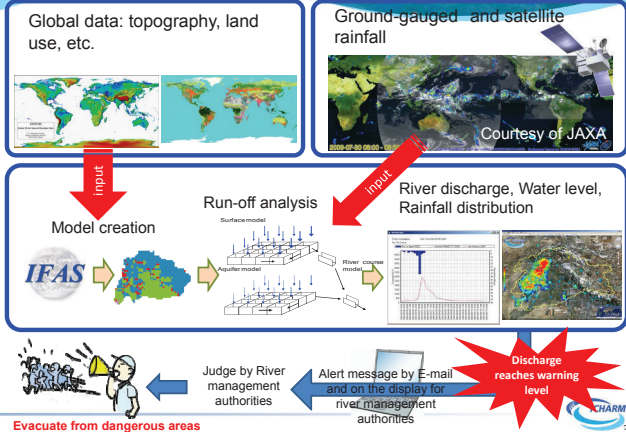 Global data: topography, land
use, etc.
Ground-gauged and satellite
rainfall
Courtesy of JAXA
input
input
Model creation
Run-off analysis
River discharge, Water level,
Rainfall distribution
Surface model
Aquifer model
River course
model
IFAS
Discharge
reaches warning
level
Alert message by E-mail
and on the display for
river management
authorities
Judge by River
management
authorities
Evacuate from dangerous areas
CHARM